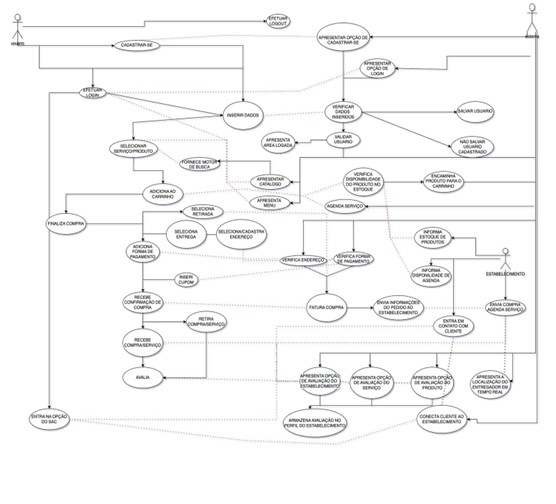 EFETUAR
LOGOUT
CADASTRAR-SE
APRESENTAR OPÇÃO DE
CADASTRAR-SE
APRESENTAR
OPÇÃO DE
LOGIN
EFETUAR
LOGIN
INSERIR DADOS
VERIFICAR
DADOS
INSERIDOS
SALVAR USUARIO
VALIDAR
USUARIO
NÃO SALVAR
USUARIO
CADASTRADO
APRESENTA
AREA LOGADA
SELECIONAR
SERVIÇO/PRODUTO
FORNECE MOTOR
DE BUSCA
APRESENTAR
CATALOGO
VERIFICA
DISPONIBILIDADE
DO PRODUTO NO
ESTOQUE
ENCAMINHA
PRODUTO PARA O
CARRINHO
ADICIONA AO
CARRINHO
APRESENTA
MENU
AGENDA SERVIÇO
SELECIONA
RETIRADA
FINALIZA COMPRA
SELECIONA
ENTREGA
SELECIONA/CADASTRA
ENDEREÇO
INFORMA
ESTOQUE DE
PRODUTOS
ADICIONA
FORMA DE
PAGAMENTO
VERIFICA ENDEREÇO
VERIFICA FORMA
DE PAGAMENTO
ESTABELECIMENTO
INFORMA
DISPONILIDADE DE
AGENDA
INSERI
CUPOM
RECEBE
CONFIRMAÇÃO DE
COMPRA
FATURA COMPRA
ENVIA INFORMAÇÕES
DO PEDIDO AO
ESTABELECIMENTO
ENVIA COMPRA
AGENDA SERVIÇO
RETIRA
COMPRA/SERVIÇO
ENTRA EM
CONTATO COM
CLIENTE
RECEBE
COMPRA/SERVIÇO
AVALIA
APRESENTA OPÇÃO
DE AVALIAÇÃO DO
ESTABELECIMENTO
APRESENTA OPÇÃO
DE AVALIAÇÃO DO
SERVIÇO
APRESENTA OPÇÃO
DE AVALIAÇÃO DO
PRODUTO
APRESENTA A
LOCALIZAÇÃO DO
ENTREGADOR EM
TEMPO REAL
ENTRA NA OPÇÃO
DO SAC
ARMAZENA AVALIAÇÃO NO
PERFIL DO ESTABELECIMENTO
CONECTA CLIENTE AO
ESTABELECIMENTO